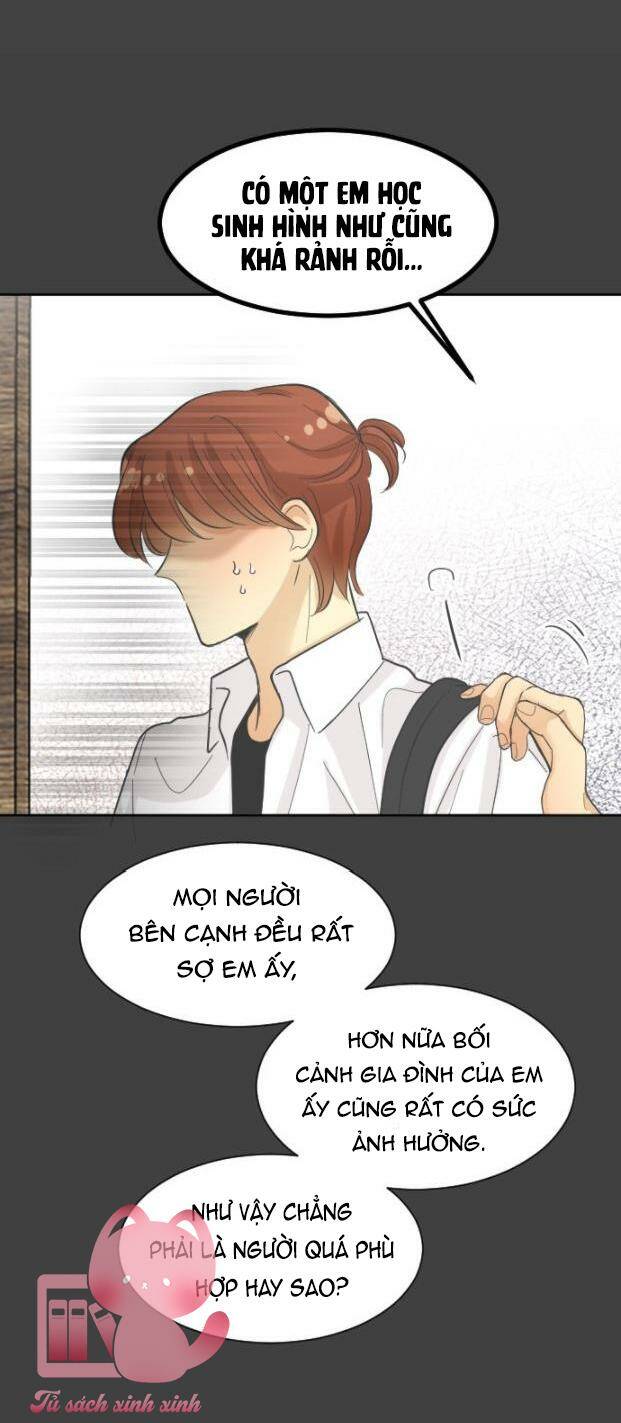 CÓ MỘT EM HỌC
SINH HÌNH NHƯ CŨNG
KHÁ RẢNH RỖI...
MỌI NGƯỜI
BÊN CẠNH ĐỀU RẤT
SỢ EM ẤY,
HƠN NỮA BỐI
CẢNH GIA ĐÌNH CỦA EM
ẤY CŨNG RẤT CÓ SỨC
ẢNH HƯỞNG.
NHƯ VẬY CHẲNG
PHẢI LÀ NGƯỜI QUÁ PHÙ
HỢP HAY SAO?
Tủ sách xinh xinh